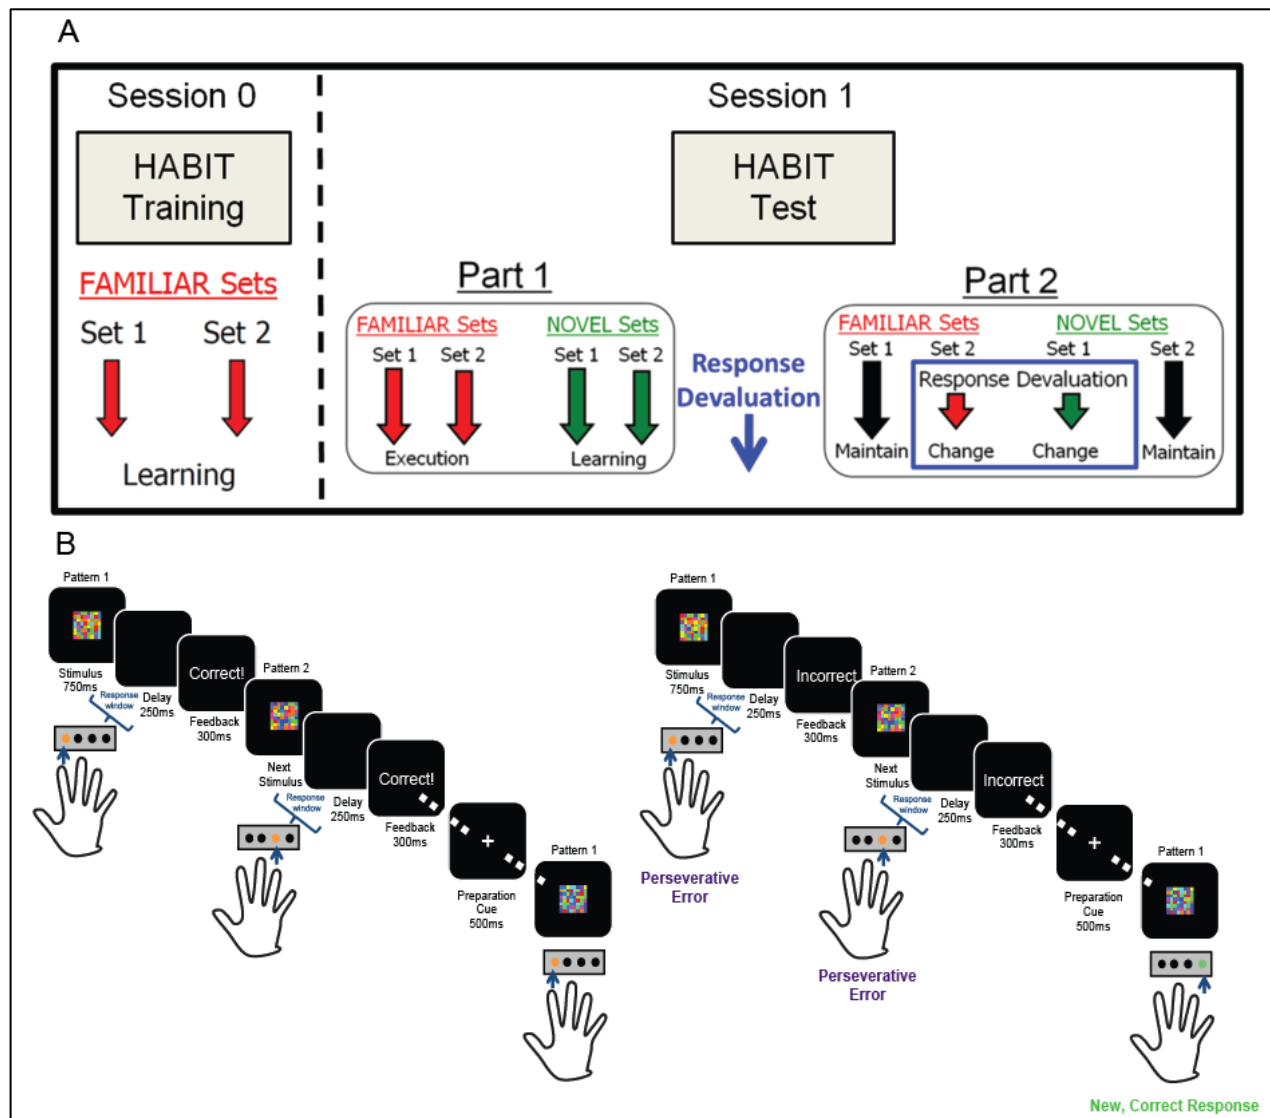 A
Session 0
HABIT
Training
FAMILIAR Sets
Set 1
Set 2
Learning
Session 1
HABIT
Test
Part 1
FAMILIAR Sets
NOVEL Sets
Set 1
Set 2
Set 1
Set 2
Execution
Learning
Response
Devaluation
Part 2
FAMILIAR Sets
NOVEL Sets
Set 1
Set 2
Set 1
Set 2
Response Devaluation
Maintain
Change
Change
Maintain
B
Pattern 1
Stimulus
750ms
Response
window
Delay
250ms
Correct!
Feedback
300ms
Pattern 2
Next
Stimulus
Response
window
Delay
250ms
Correct!
Feedback
300ms
Preparation
Cue
500ms
Pattern 1
Pattern 1
Stimulus
750ms
Response
window
Delay
250ms
Incorrect
Feedback
300ms
Perseverative
Error
Pattern 2
Next
Stimulus
Response
window
Delay
250ms
Incorrect
Feedback
300ms
Perseverative
Error
Preparation
Cue
500ms
Pattern 1
New, Correct Response